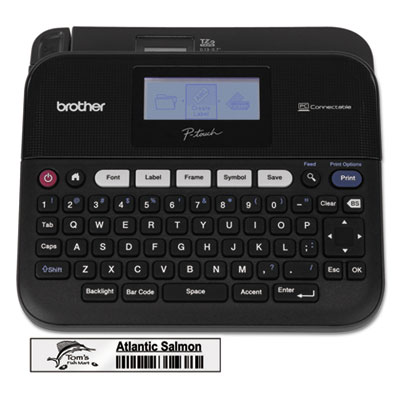 brother
Create
Label
PC Connectable
P-touch
Feed
Print Options
Font
Label
Frame
Symbol
Save
Print
1 2 3 4 5 6 7 8 9 0
Clear
BS
Tab Q W E R T Y U I O P
Caps A S D F G H J K L
Shift Z X C V B N M
Esc
OK
Backlight
Bar Code
Space
Accent
Enter
Atlantic Salmon
Tom's
Fish Mart